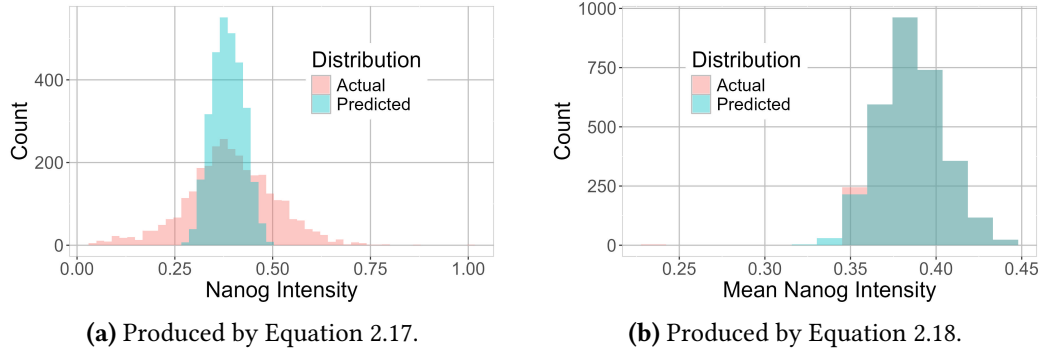 Count
400
200
0
Distribution
Actual
Predicted
0.00 0.25 0.50 0.75 1.00
Nanog Intensity
(a) Produced by Equation 2.17.
Count
1000
750
500
250
0
Distribution
Actual
Predicted
0.25 0.30 0.35 0.40 0.45
Mean Nanog Intensity
(b) Produced by Equation 2.18.